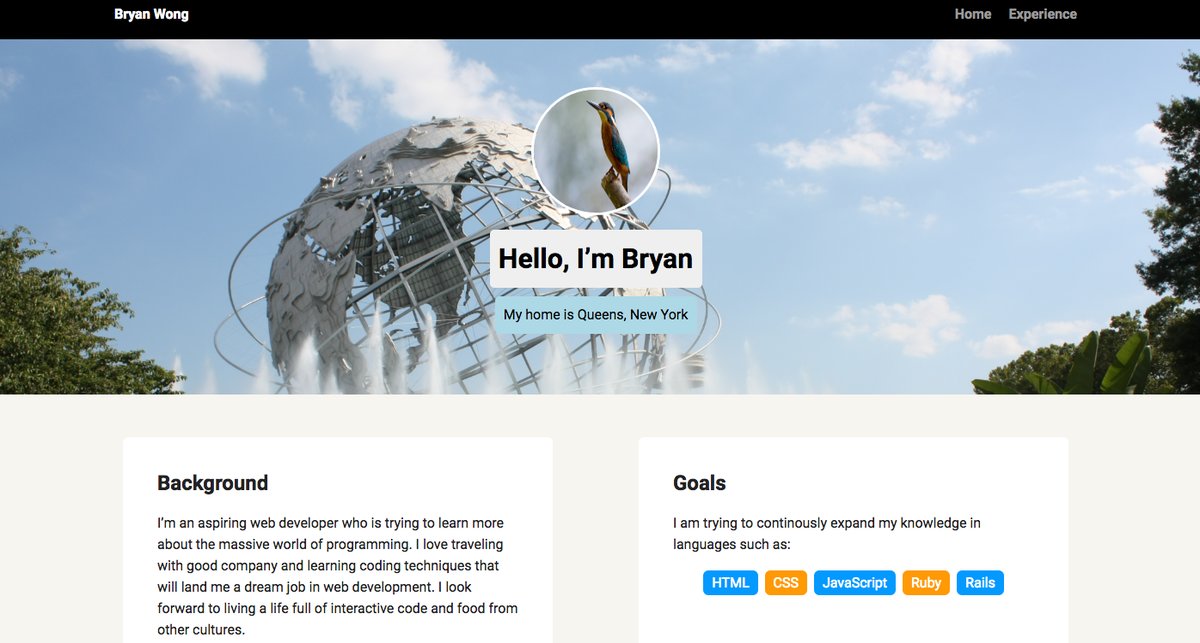 Bryan Wong
Home Experience
Hello, I’m Bryan
My home is Queens, New York
Background
I’m an aspiring web developer who is trying to learn more
about the massive world of programming. I love traveling
with good company and learning coding techniques that
will land me a dream job in web development. I look
forward to living a life full of interactive code and food from
other cultures.
Goals
I am trying to continously expand my knowledge in
languages such as:
HTML CSS JavaScript Ruby Rails